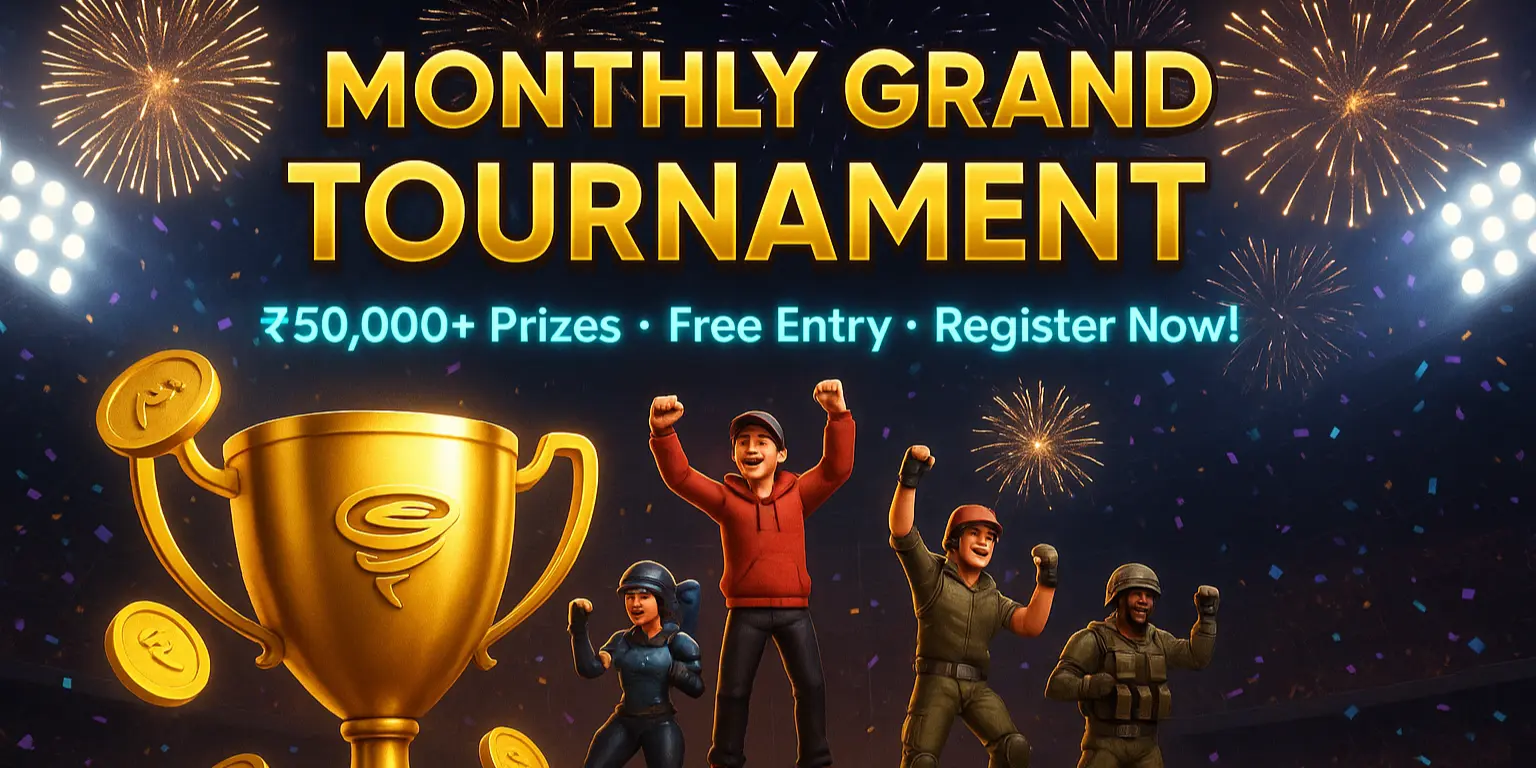 MONTHLY GRAND
TOURNAMENT
₹50,000+ Prizes · Free Entry · Register Now!